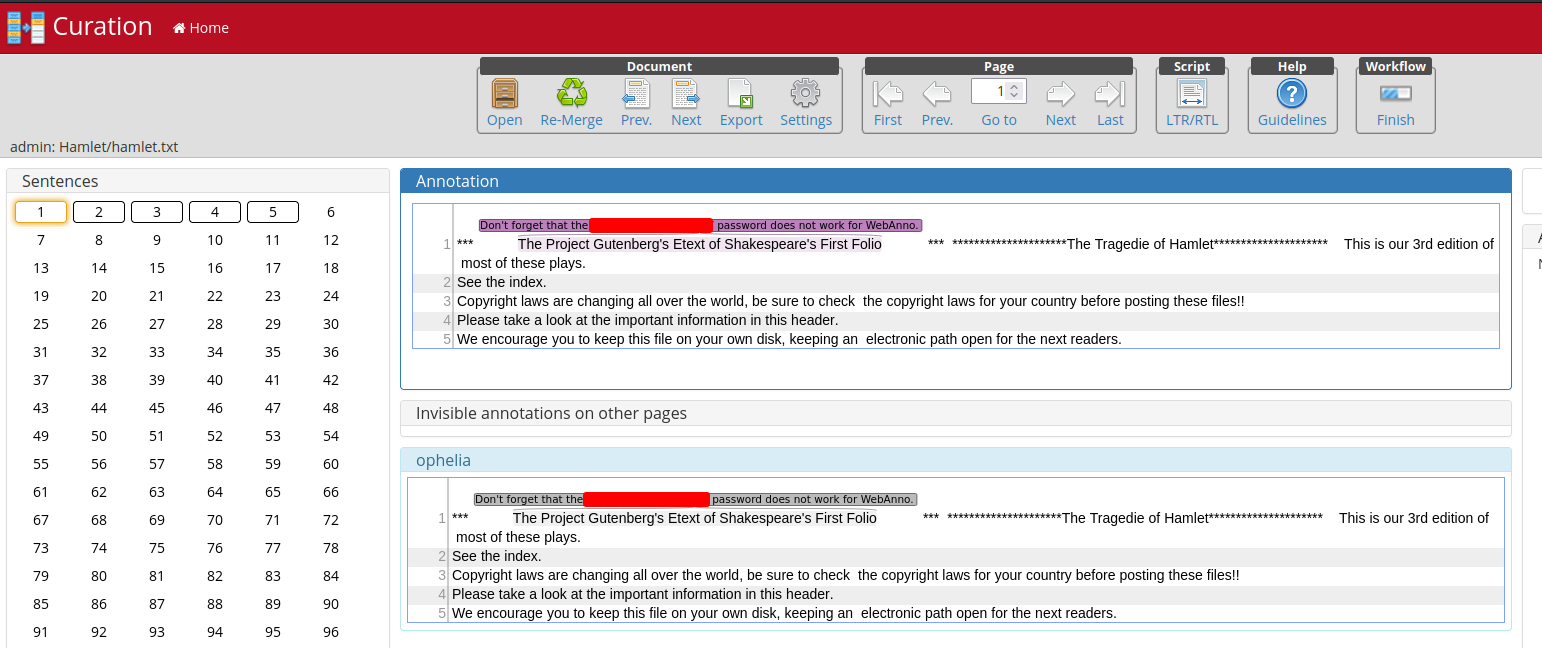 Curation Home
Document Page Script Help Workflow
1
Open Re-Merge Prev. Next Export Settings First Prev. Go to Next Last LTR/RTL Guidelines Finish
admin: Hamlet/hamlet.txt
Sentences
1 2 3 4 5 6
7 8 9 10 11 12
13 14 15 16 17 18
19 20 21 22 23 24
25 26 27 28 29 30
31 32 33 34 35 36
37 38 39 40 41 42
43 44 45 46 47 48
49 50 51 52 53 54
55 56 57 58 59 60
61 62 63 64 65 66
67 68 69 70 71 72
73 74 75 76 77 78
79 80 81 82 83 84
85 86 87 88 89 90
91 92 93 94 95 96
Annotation
Don't forget that the password does not work for WebAnno.
1 *** The Project Gutenberg's Etext of Shakespeare's First Folio *** *********************The Tragedie of Hamlet********************* This is our 3rd edition of
most of these plays.
2 See the index.
3 Copyright laws are changing all over the world, be sure to check the copyright laws for your country before posting these files!!
4 Please take a look at the important information in this header.
5 We encourage you to keep this file on your own disk, keeping an electronic path open for the next readers.
Invisible annotations on other pages
ophelia
Don't forget that the password does not work for WebAnno.
1 *** The Project Gutenberg's Etext of Shakespeare's First Folio *** *********************The Tragedie of Hamlet********************* This is our 3rd edition of
most of these plays.
2 See the index.
3 Copyright laws are changing all over the world, be sure to check the copyright laws for your country before posting these files!!
4 Please take a look at the important information in this header.
5 We encourage you to keep this file on your own disk, keeping an electronic path open for the next readers.